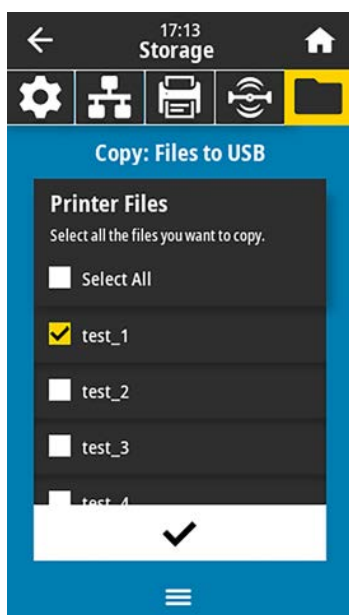 17:13
Storage
Copy: Files to USB
Printer Files
Select all the files you want to copy.
Select All
test_1
test_2
test_3
test_4